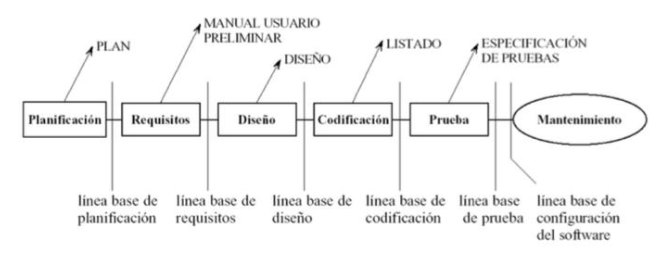 PLAN
MANUAL USUARIO
PRELIMINAR
DISEÑO
LISTADO
ESPECIFICACIÓN
DE PRUEBAS
Planificación
Requisitos
Diseño
Codificación
Prueba
Mantenimiento
línea base de
planificación
línea base de
requisitos
línea base de
diseño
línea base de
codificación
línea base
de prueba
línea base de
configuración
del software